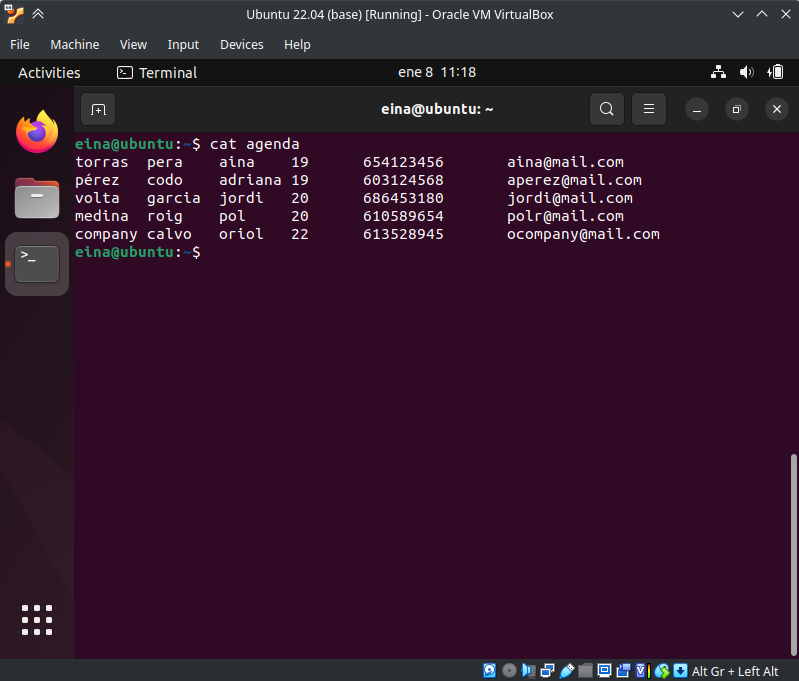 Ubuntu 22.04 (base) [Running] - Oracle VM VirtualBox
File Machine View Input Devices Help
Activities Terminal ene 8 11:18
eina@ubuntu: ~
eina@ubuntu:~$ cat agenda
torras pera aina 19 654123456 aina@mail.com
pérez codo adriana 19 603124568 aperez@mail.com
volta garcia jordi 20 686453180 jordi@mail.com
medina roig pol 20 610589654 polr@mail.com
company calvo oriol 22 613528945 ocompany@mail.com
eina@ubuntu:~$
Alt Gr + Left Alt